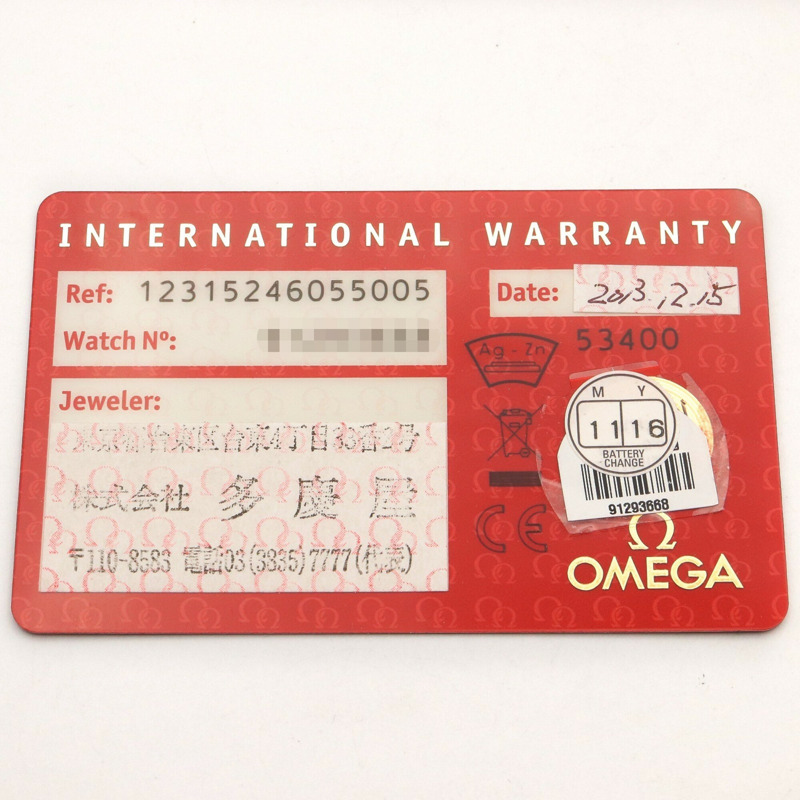 INTERNATIONAL WARRANTY
Ref: 12315246055005
Date: 2013.12.15
Watch Nº:
53400
Ag - Zn
Jeweler:
M Y
11 16
BATTERY
CHANGE
91293668
東京都台東区台東4丁目33番2号
株式会社 多慶屋
〒110-8583 電話03(3835)7777(代表)
CE
Ω
OMEGA